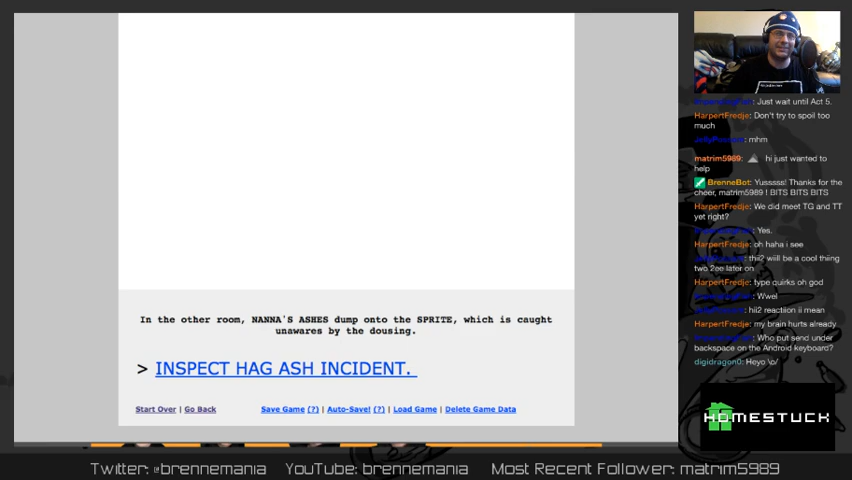 In the other room, NANNA'S ASHES dump onto the SPRITE, which is caught
unawares by the dousing.
> INSPECT HAG ASH INCIDENT.
Start Over | Go Back
Save Game (?) | Auto-Save! (?) | Load Game | Delete Game Data
Just wait until Act 5.
HarpertFredje: Don't try to spoil too
much
mhm
matrim5989: hi just wanted to
help
BrenneBot: Yusssss! Thanks for the
cheer, matrim5989 ! BITS BITS BITS
HarpertFredje: We did meet TG and TT
yet right?
Yes.
HarpertFredje: oh haha i see
thii2 wiill be a cool thiing
two 2ee later on
HarpertFredje: type quirks oh god
Wwel
hii2 reactiion ii mean
HarpertFredje: my brain hurts already
Who put send under
backspace on the Android keyboard?
digidragon0: Heyo \o/
HOMESTUCK
Twitter: @brennemania YouTube: brennemania Most Recent Follower: matrim5989